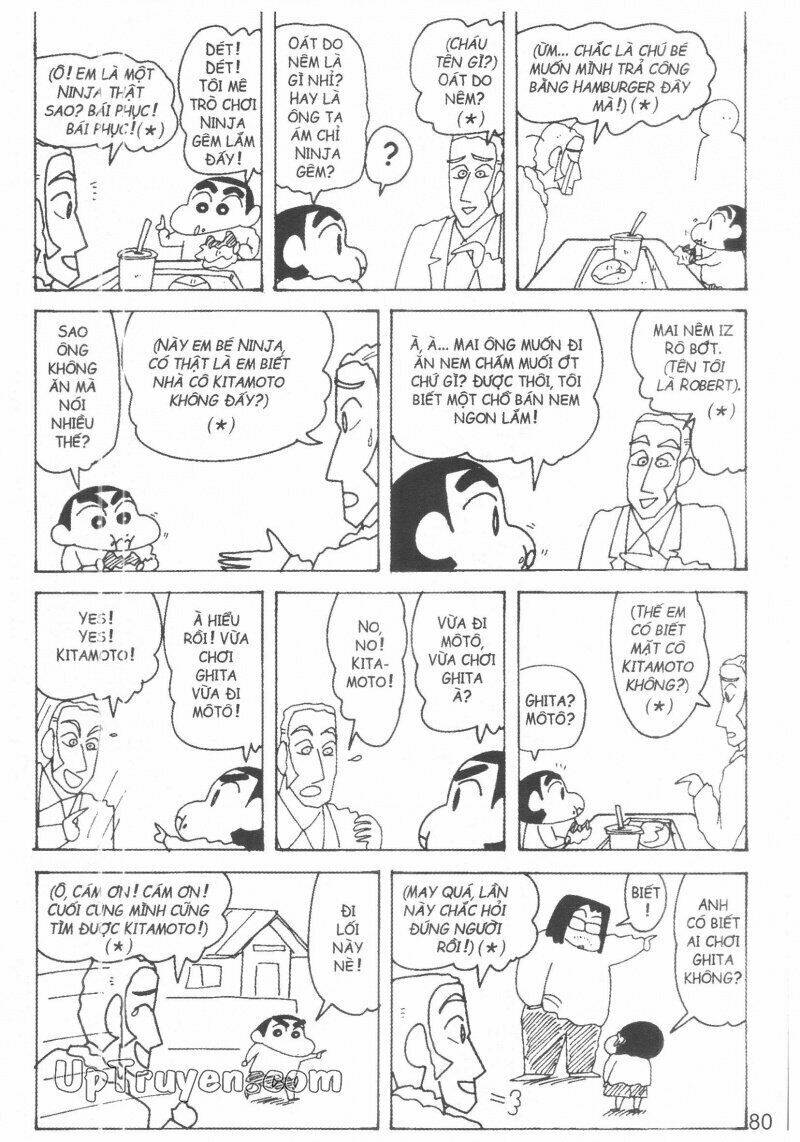 (ỪM... CHẮC LÀ CHÚ BÉ
MUỐN MÌNH TRẢ CÔNG
BẰNG HAMBURGER ĐÂY
MÀ!) (*)
(CHÁU
TÊN GÌ?)
OÁT DO
NÊM?
(*)
?
OÁT DO
NÊM LÀ
GÌ NHỈ?
HAY LÀ
ÔNG TA
ÁM CHỈ
NINJA
GÊM?
DÉT!
DÉT!
TÔI MÊ
TRÒ CHƠI
NINJA
GÊM LẮM
ĐẤY!
(Ô! EM LÀ MỘT
NINJA THẬT
SAO? BÁI PHỤC!
BÁI PHỤC! (*)
MAI NÊM IZ
RÔ BỢT.
(TÊN TÔI
LÀ ROBERT).
(*)
À, À... MAI ÔNG MUỐN ĐI
ĂN NEM CHẤM MUỐI ỚT
CHỨ GÌ? ĐƯỢC THÔI, TÔI
BIẾT MỘT CHỖ BÁN NEM
NGON LẮM!
(NÀY EM BÉ NINJA,
CÓ THẬT LÀ EM BIẾT
NHÀ CÔ KITAMOTO
KHÔNG ĐẤY?)
(*)
SAO
ÔNG
KHÔNG
ĂN MÀ
NÓI
NHIỀU
THẾ?
(THẾ EM
CÓ BIẾT
MẶT CÔ
KITAMOTO
KHÔNG?)
(*)
GHITA?
MÔTÔ?
VỪA ĐI
MÔTÔ,
VỪA CHƠI
GHITA
À?
NO,
NO!
KITA-
MOTO!
À HIỂU
RỒI! VỪA
CHƠI
GHITA
VỪA ĐI
MÔTÔ!
YES!
YES!
KITAMOTO!
ANH
CÓ BIẾT
AI CHƠI
GHITA
KHÔNG?
BIẾT
!
(MAY QUÁ, LẦN
NÀY CHẮC HỎI
ĐÚNG NGƯỜI
RỒI!) (*)
ĐI
LỐI
NÀY
NÈ!
(Ô, CÁM ƠN! CÁM ƠN!
CUỐI CUNG MÌNH CŨNG
TÌM ĐƯỢC KITAMOTO!)
(*)
UpTruyen.com
80